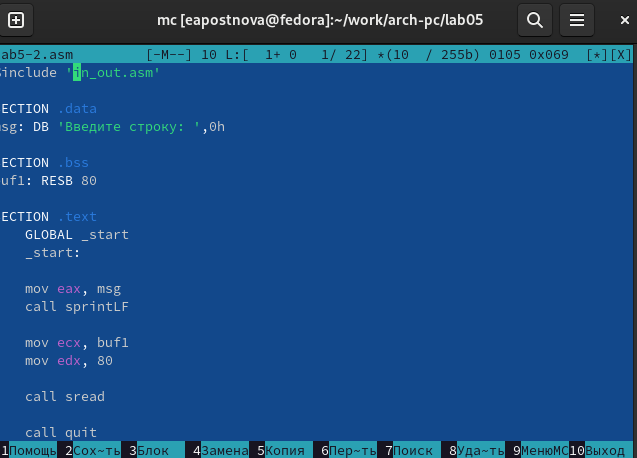 mc [eapostnova@fedora]:~/work/arch-pc/lab05
ab5-2.asm [-M--] 10 L:[ 1+ 0 1/ 22] *(10 / 255b) 0105 0x069 [*][X]
%include 'in_out.asm'
ECTION .data
msg: DB 'Введите строку: ',0h
ECTION .bss
uf1: RESB 80
ECTION .text
GLOBAL _start
_start:
mov eax, msg
call sprintLF
mov ecx, buf1
mov edx, 80
call sread
call quit
1Помощь 2Сох~ть 3Блок 4Замена 5Копия 6Пер~ть 7Поиск 8Уда~ть 9МенюMC 10Выход